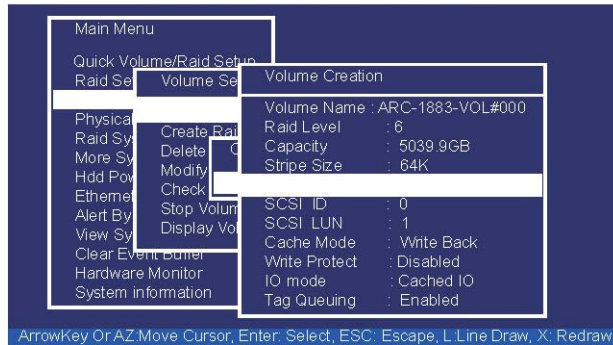 Main Menu
Quick Volume/Raid Setup
Raid Se
Physical
Raid Sy
More Sy
Hdd Pow
Ethernet
Alert By
View Sy
Clear Event Buffer
Hardware Monitor
System information
Volume Se
Create Rai
Delete
Modify
Check
Stop Volum
Display Vol
C
Volume Creation
Volume Name : ARC-1883-VOL#000
Raid Level : 6
Capacity : 5039.9GB
Stripe Size : 64K
SCSI ID : 0
SCSI LUN : 1
Cache Mode : Write Back
Write Protect : Disabled
IO mode : Cached IO
Tag Queuing : Enabled
ArrowKey Or AZ:Move Cursor, Enter: Select, ESC: Escape, L:Line Draw, X: Redraw